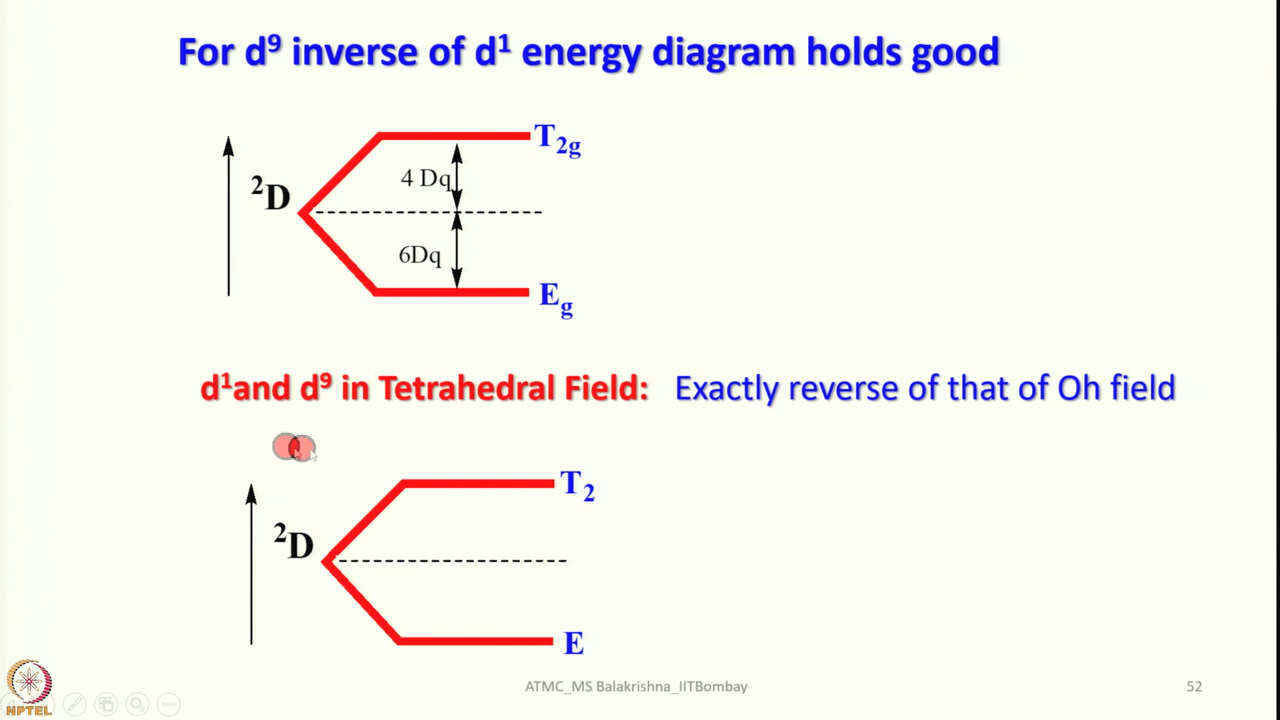 For d⁹ inverse of d¹ energy diagram holds good
T₂g
4 Dq
²D
6Dq
Eg
d¹and d⁹ in Tetrahedral Field: Exactly reverse of that of Oh field
T₂
²D
E
ATMC_MS Balakrishna_IITBombay
52
NPTEL